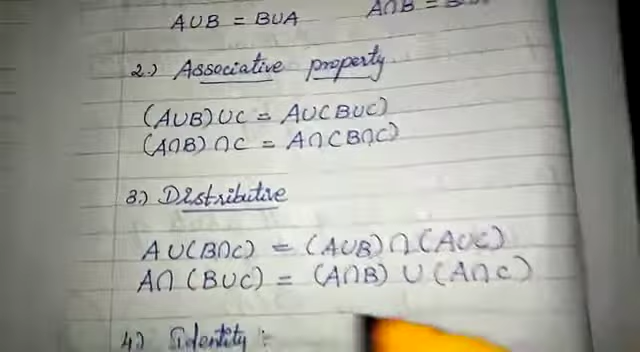 AUB = BUA A∩B =
2.) Associative property
(AUB)UC = AU(BUC)
(A∩B)∩C = A∩(B∩C)
3.) Distributive
AU(B∩C) = (AUB)∩(AUC)
A∩(BUC) = (A∩B)U(A∩C)
4.) Identity :